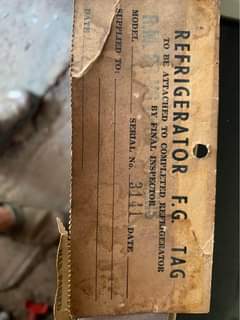 REFRIGERATOR F.G. TAG
TO BE ATTACHED TO COMPLETED REFRIGERATOR
BY FINAL INSPECTOR
MODEL SERIAL No. DATE
SUPPLIED TO:
DATE